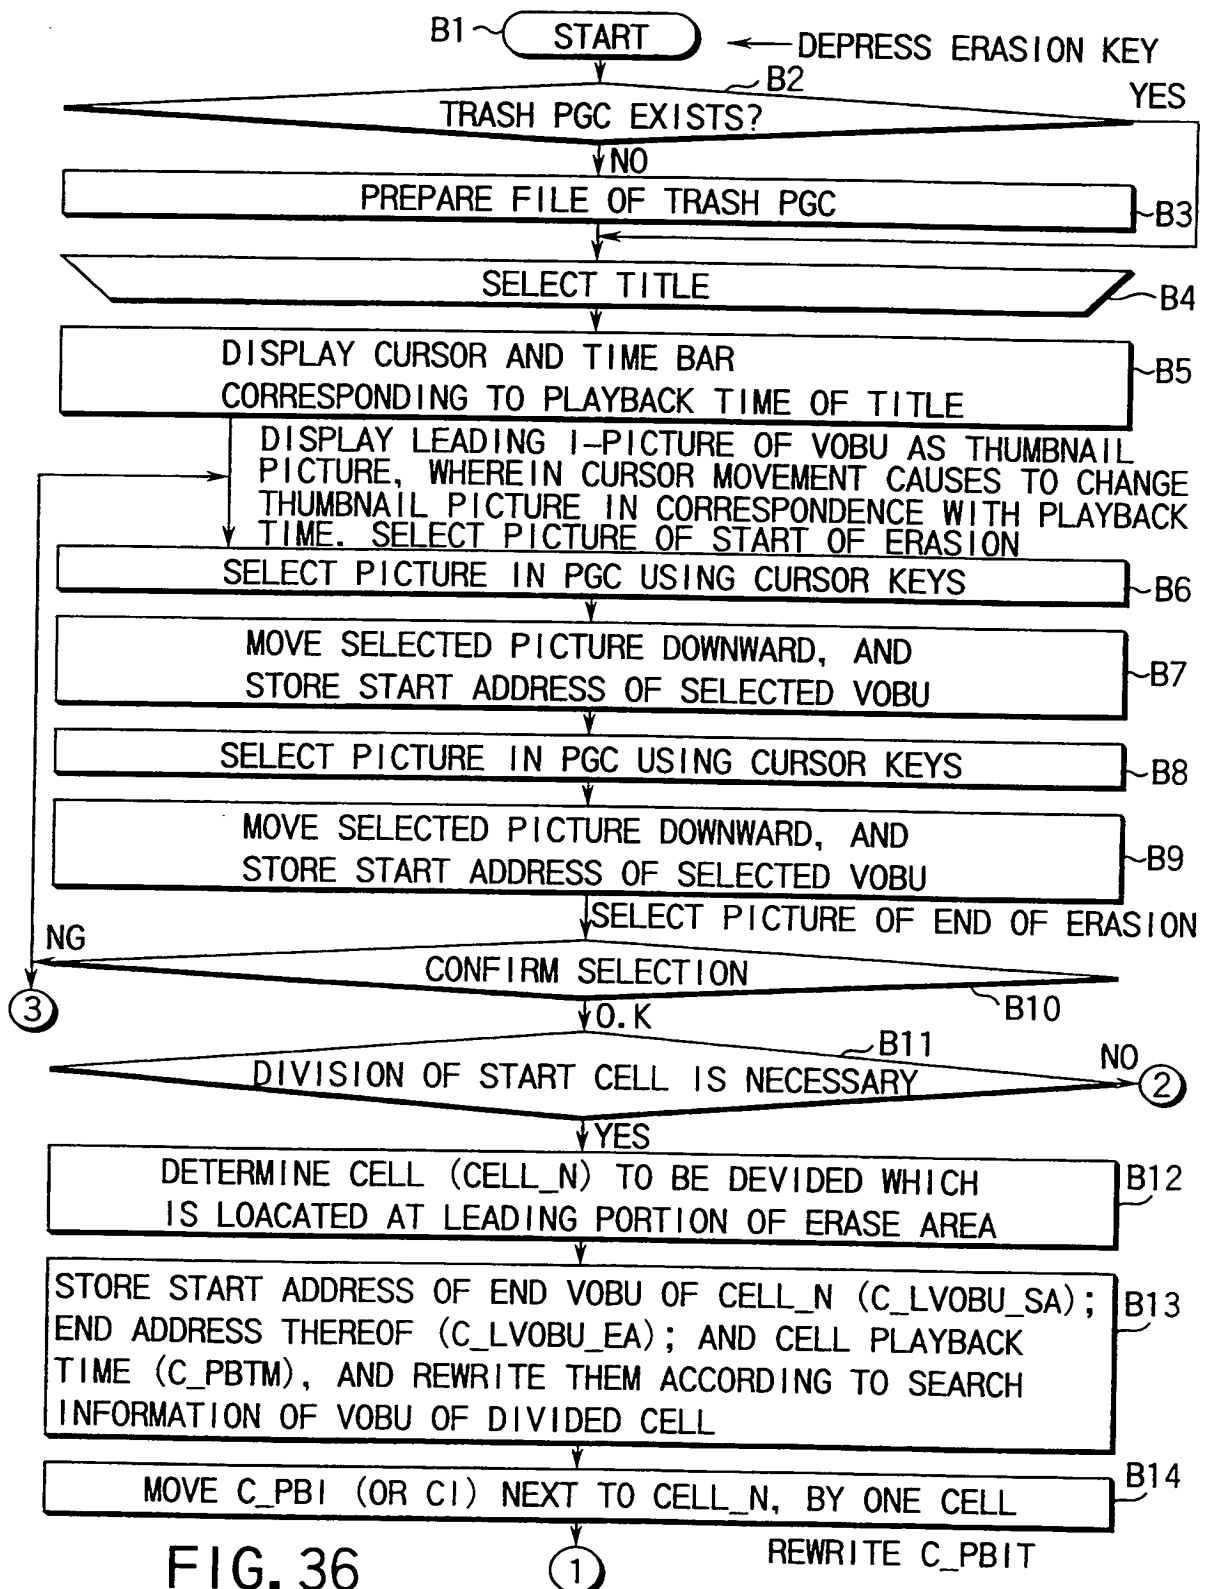 B1
START
DEPRESS ERASION KEY
B2
TRASH PGC EXISTS?
YES
NO
PREPARE FILE OF TRASH PGC
B3
SELECT TITLE
B4
DISPLAY CURSOR AND TIME BAR
CORRESPONDING TO PLAYBACK TIME OF TITLE
B5
DISPLAY LEADING I-PICTURE OF VOBU AS THUMBNAIL
PICTURE, WHEREIN CURSOR MOVEMENT CAUSES TO CHANGE
THUMBNAIL PICTURE IN CORRESPONDENCE WITH PLAYBACK
TIME. SELECT PICTURE OF START OF ERASION
SELECT PICTURE IN PGC USING CURSOR KEYS
B6
MOVE SELECTED PICTURE DOWNWARD, AND
STORE START ADDRESS OF SELECTED VOBU
B7
SELECT PICTURE IN PGC USING CURSOR KEYS
B8
MOVE SELECTED PICTURE DOWNWARD, AND
STORE START ADDRESS OF SELECTED VOBU
B9
SELECT PICTURE OF END OF ERASION
NG
CONFIRM SELECTION
B10
3
O.K
B11
DIVISION OF START CELL IS NECESSARY
NO
2
YES
DETERMINE CELL (CELL_N) TO BE DEVIDED WHICH
IS LOACATED AT LEADING PORTION OF ERASE AREA
B12
STORE START ADDRESS OF END VOBU OF CELL_N (C_LVOBU_SA);
END ADDRESS THEREOF (C_LVOBU_EA); AND CELL PLAYBACK
TIME (C_PBTM), AND REWRITE THEM ACCORDING TO SEARCH
INFORMATION OF VOBU OF DIVIDED CELL
B13
MOVE C_PBI (OR CI) NEXT TO CELL_N, BY ONE CELL
B14
REWRITE C_PBIT
1
FIG. 36